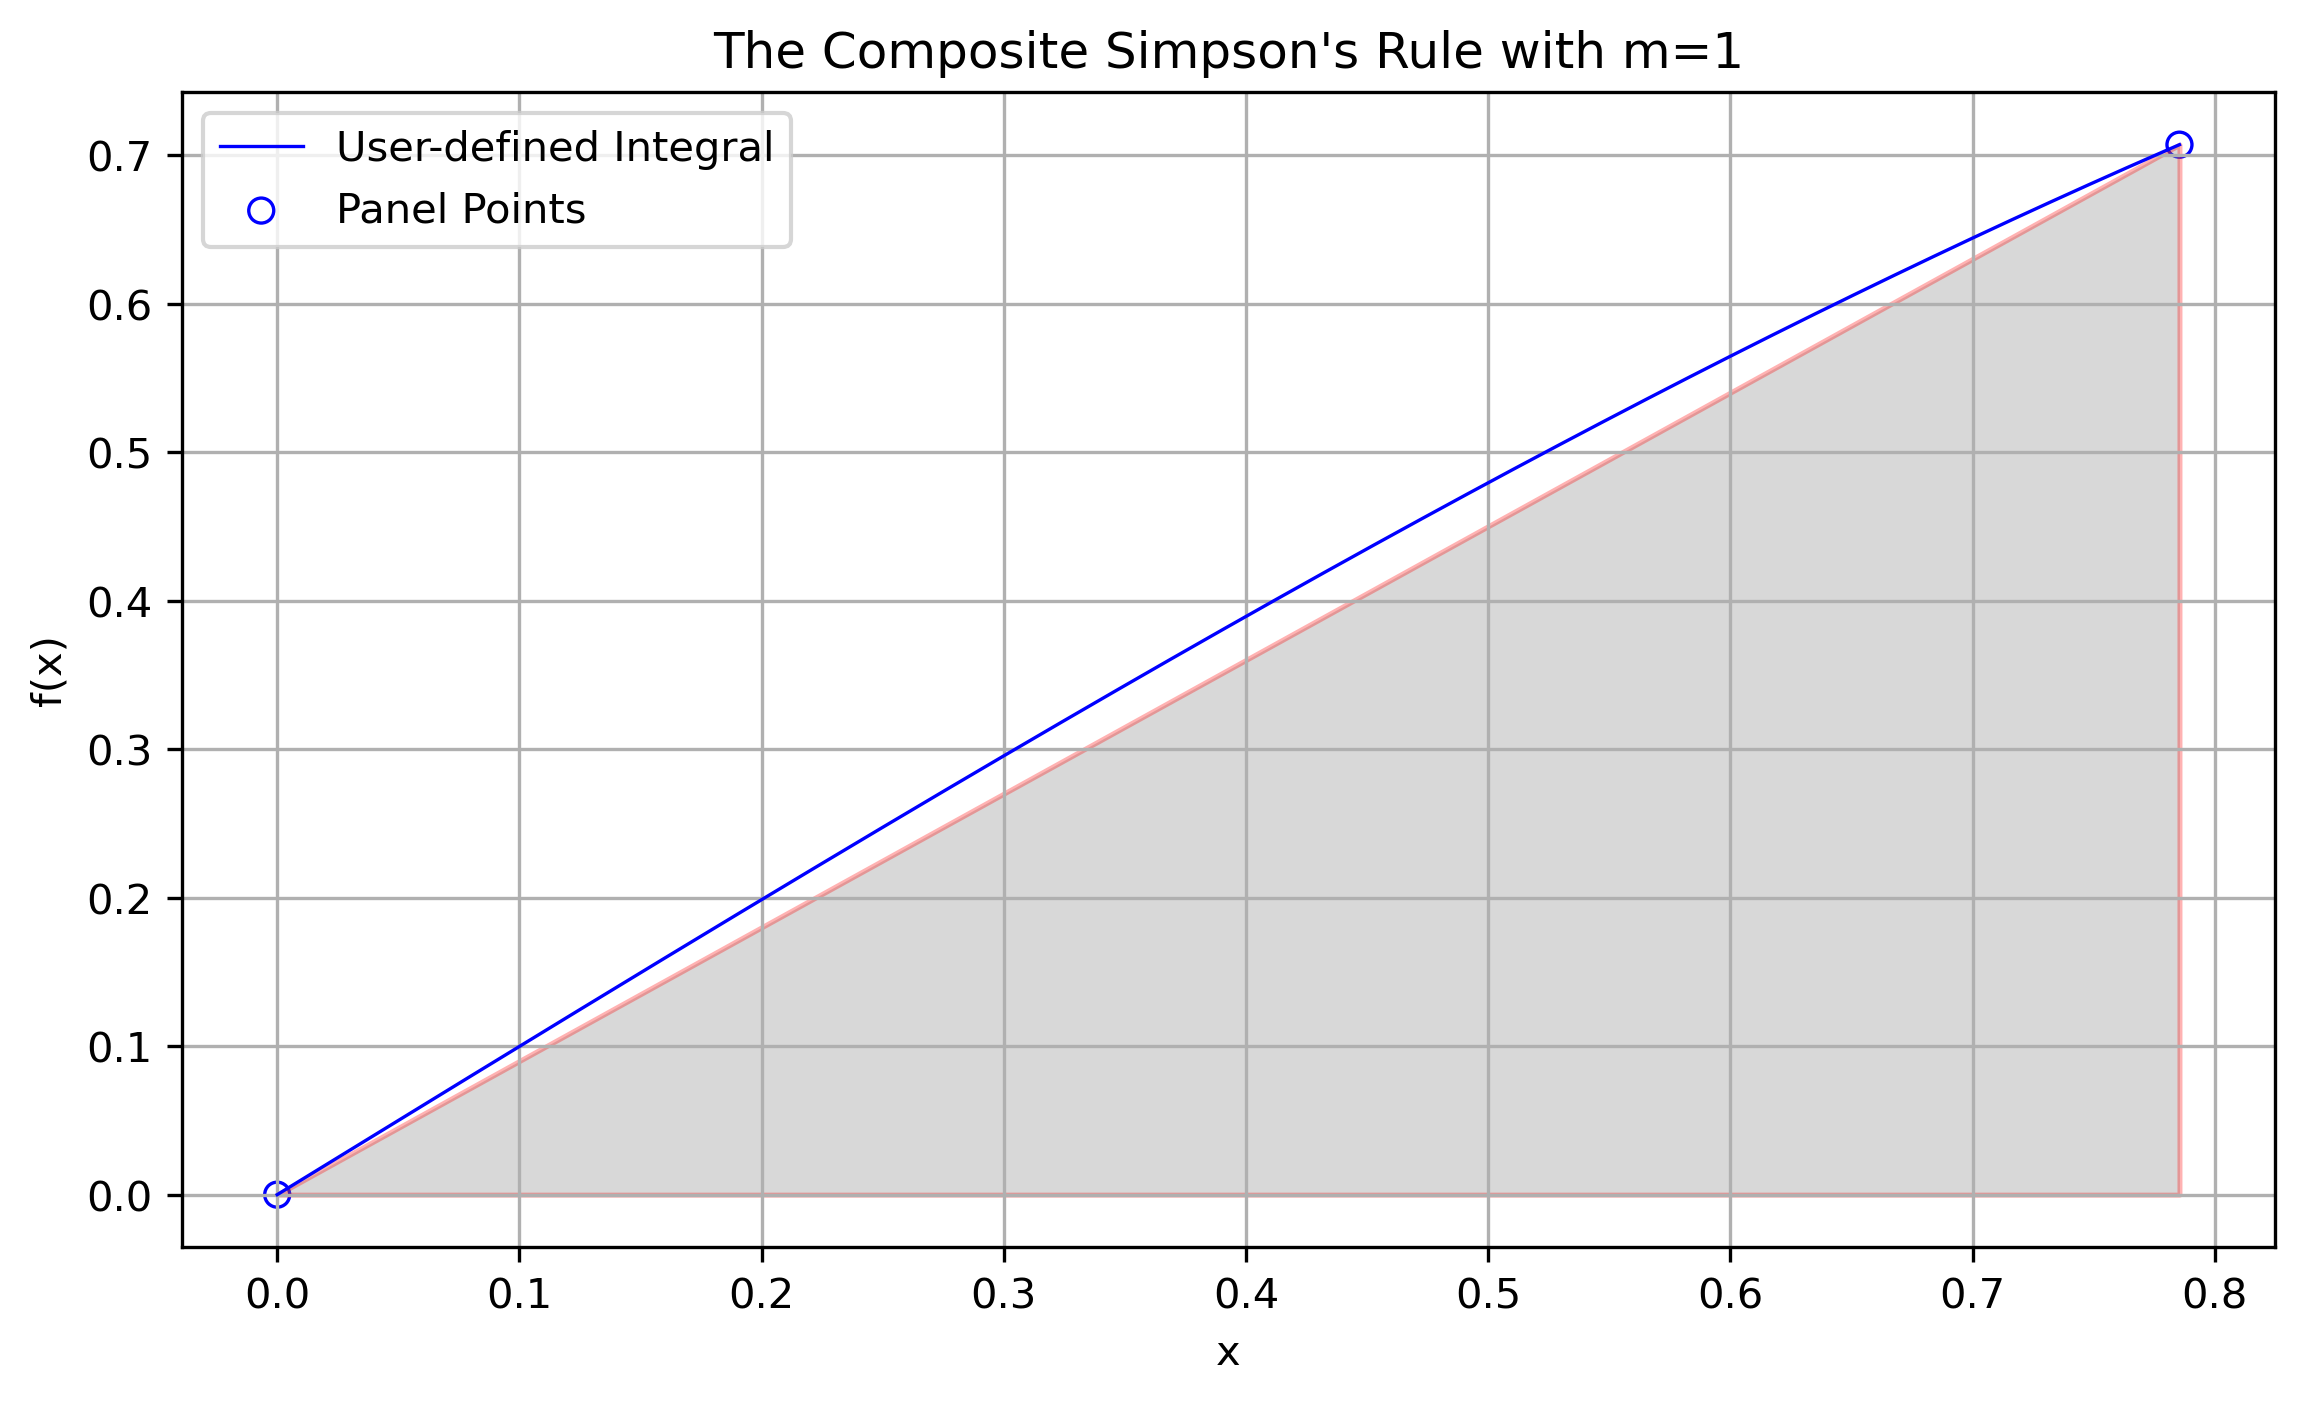 The Composite Simpson's Rule with m=1
User-defined Integral
Panel Points
0.7
0.6
0.5
0.4
0.3
0.2
0.1
0.0
f(x)
0.0 0.1 0.2 0.3 0.4 0.5 0.6 0.7 0.8
x